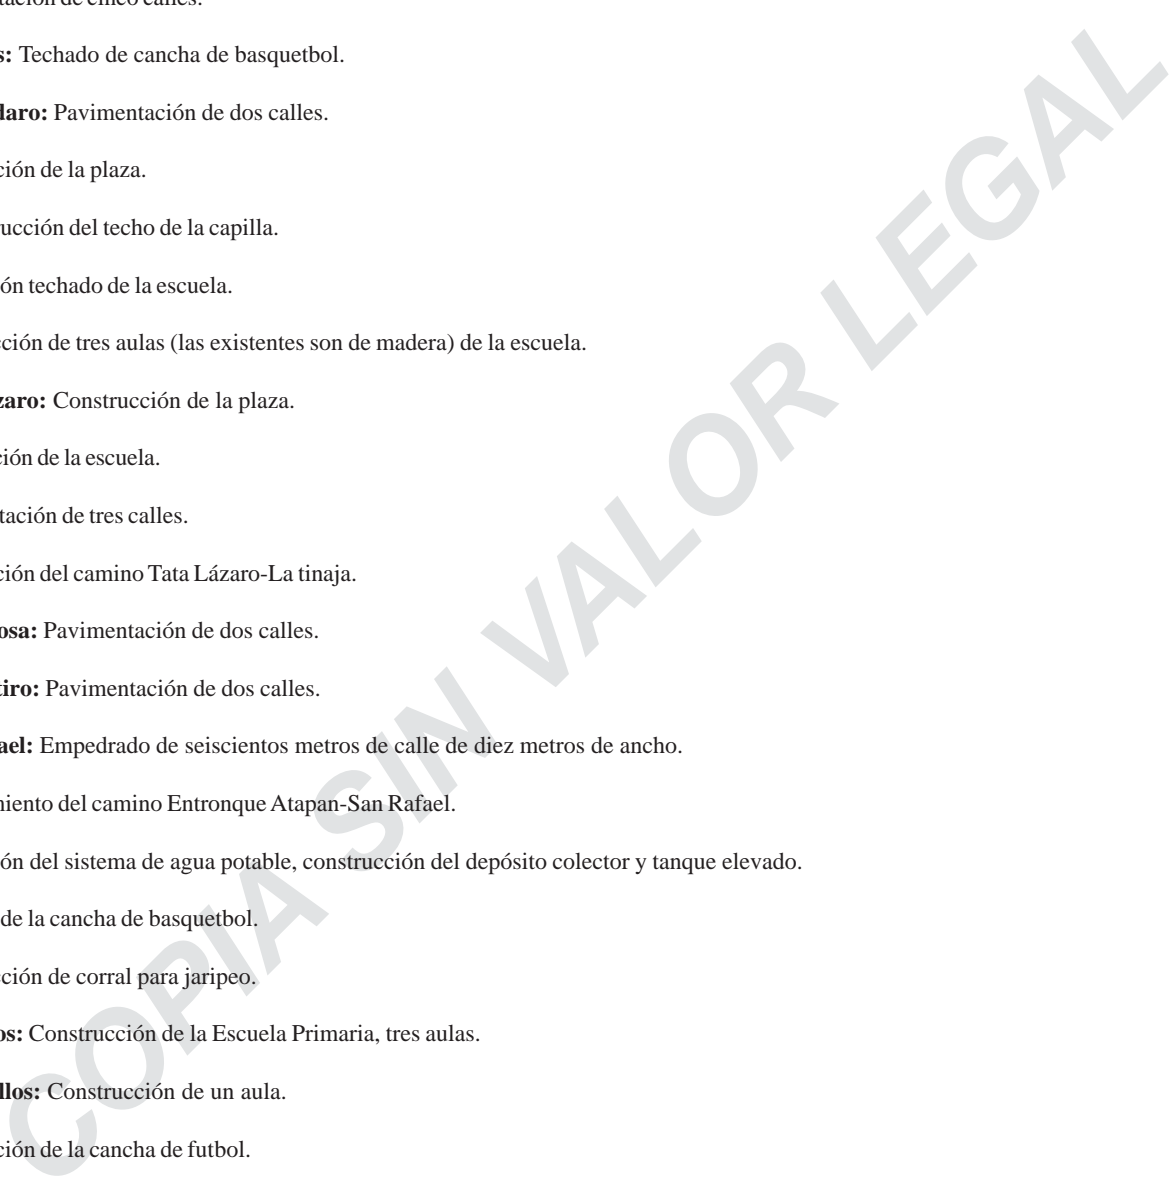 tación de cinco calles.
s: Techado de cancha de basquetbol.
daro: Pavimentación de dos calles.
ción de la plaza.
ucción del techo de la capilla.
ón techado de la escuela.
cción de tres aulas (las existentes son de madera) de la escuela.
zaro: Construcción de la plaza.
ción de la escuela.
tación de tres calles.
ción del camino Tata Lázaro-La tinaja.
osa: Pavimentación de dos calles.
tiro: Pavimentación de dos calles.
ael: Empedrado de seiscientos metros de calle de diez metros de ancho.
niento del camino Entronque Atapan-San Rafael.
ón del sistema de agua potable, construcción del depósito colector y tanque elevado.
de la cancha de basquetbol.
cción de corral para jaripeo.
os: Construcción de la Escuela Primaria, tres aulas.
llos: Construcción de un aula.
ción de la cancha de futbol.
COPIA SIN VALOR LEGAL